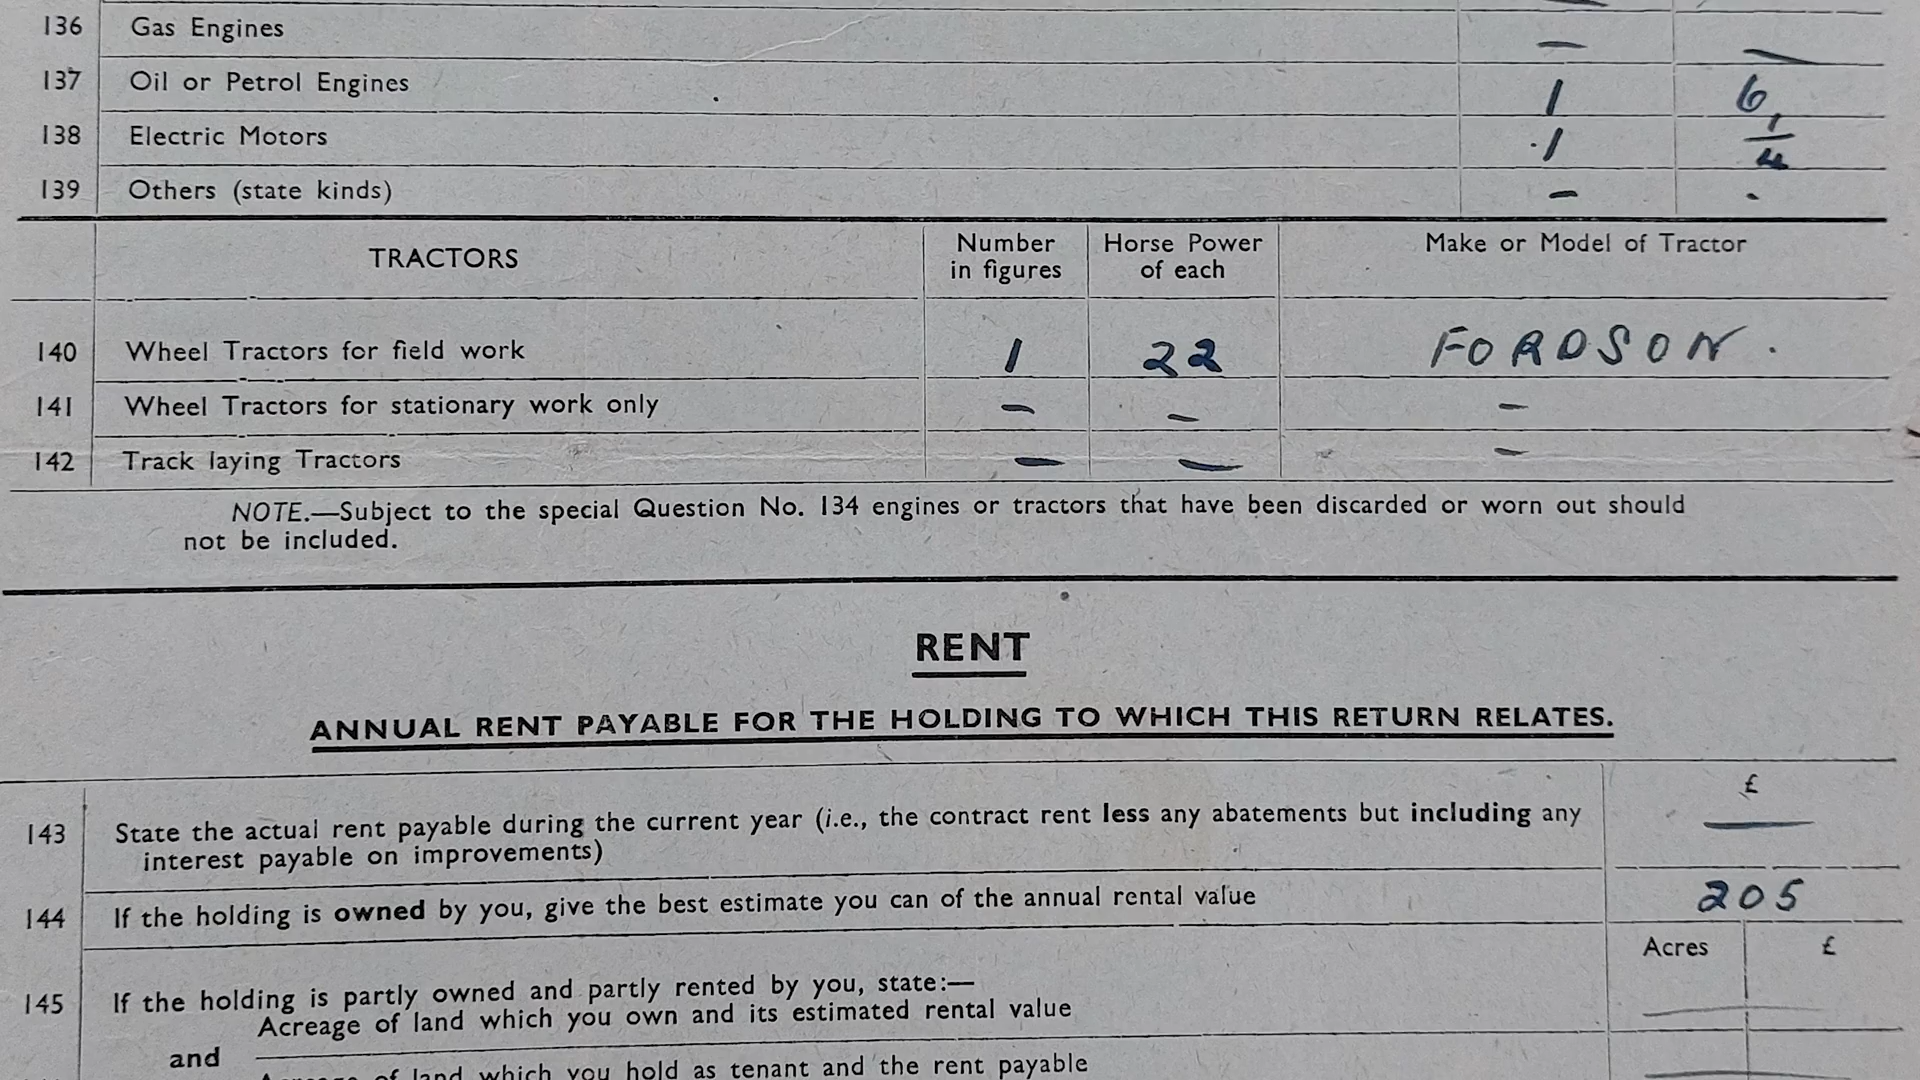 136 Gas Engines — —
137 Oil or Petrol Engines 1 6
138 Electric Motors 1 1/4
139 Others (state kinds) — -
TRACTORS Number in figures Horse Power of each Make or Model of Tractor
140 Wheel Tractors for field work 1 22 FORDSON.
141 Wheel Tractors for stationary work only — — —
142 Track laying Tractors — — —
NOTE.—Subject to the special Question No. 134 engines or tractors that have been discarded or worn out should
not be included.
RENT
ANNUAL RENT PAYABLE FOR THE HOLDING TO WHICH THIS RETURN RELATES.
£
143 State the actual rent payable during the current year (i.e., the contract rent less any abatements but including any —
interest payable on improvements)
144 If the holding is owned by you, give the best estimate you can of the annual rental value 205
Acres £
145 If the holding is partly owned and partly rented by you, state:—
Acreage of land which you own and its estimated rental value —
and
Acreage of land which you hold as tenant and the rent payable —